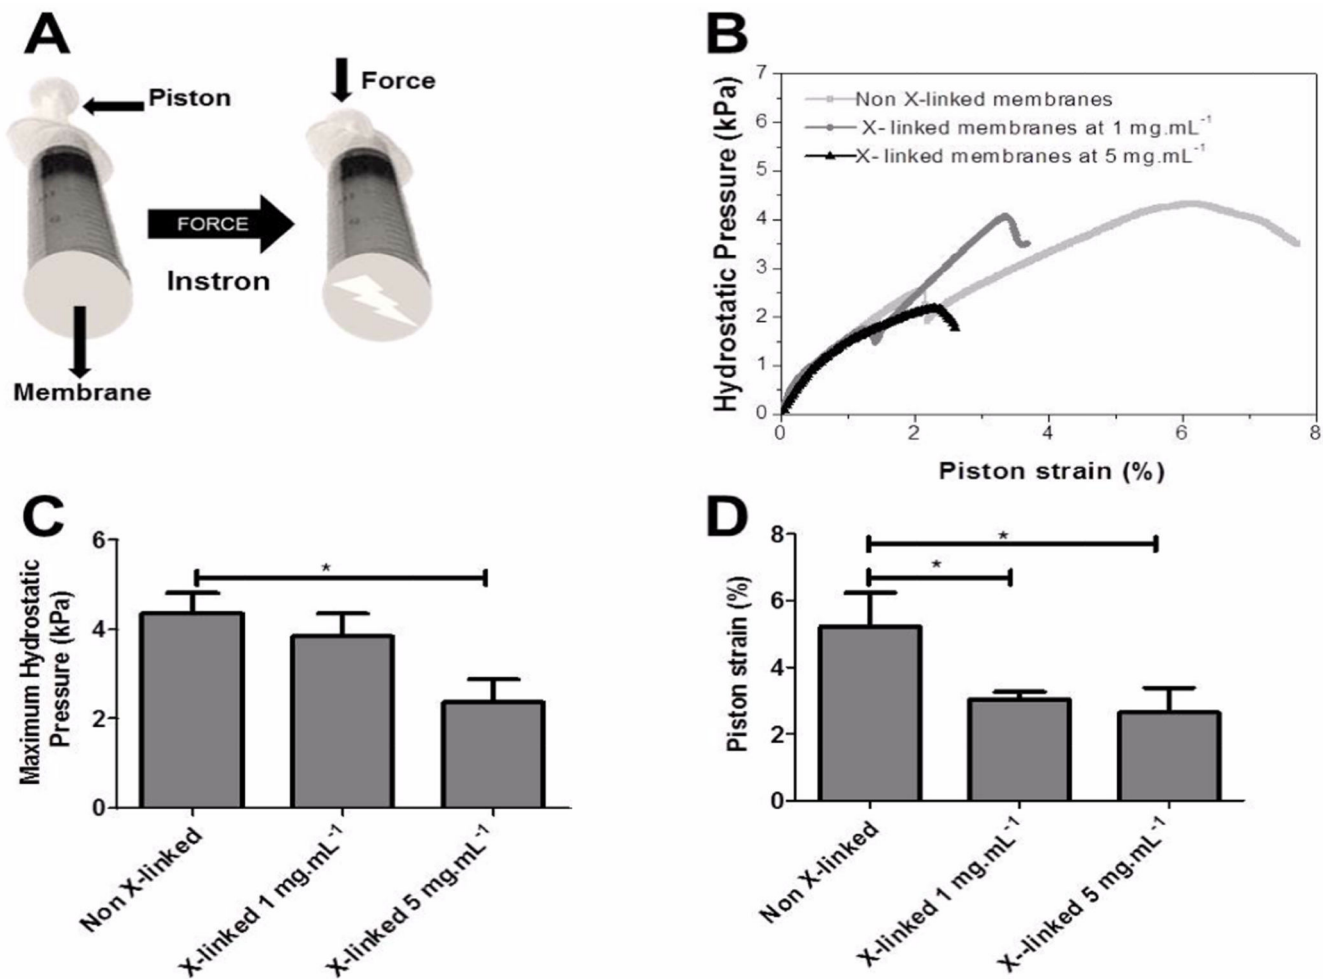 A
Piston
Force
FORCE
Instron
Membrane
B
Hydrostatic Pressure (kPa)
7
6
5
4
3
2
1
0
Non X-linked membranes
X- linked membranes at 1 mg.mL⁻¹
X- linked membranes at 5 mg.mL⁻¹
0 2 4 6 8
Piston strain (%)
C
Maximum Hydrostatic
Pressure (kPa)
6
4
2
0
*
Non X-linked
X-linked 1 mg.mL⁻¹
X-linked 5 mg.mL⁻¹
D
Piston strain (%)
8
6
4
2
0
*
*
Non X-linked
X-linked 1 mg.mL⁻¹
X--linked 5 mg.mL⁻¹